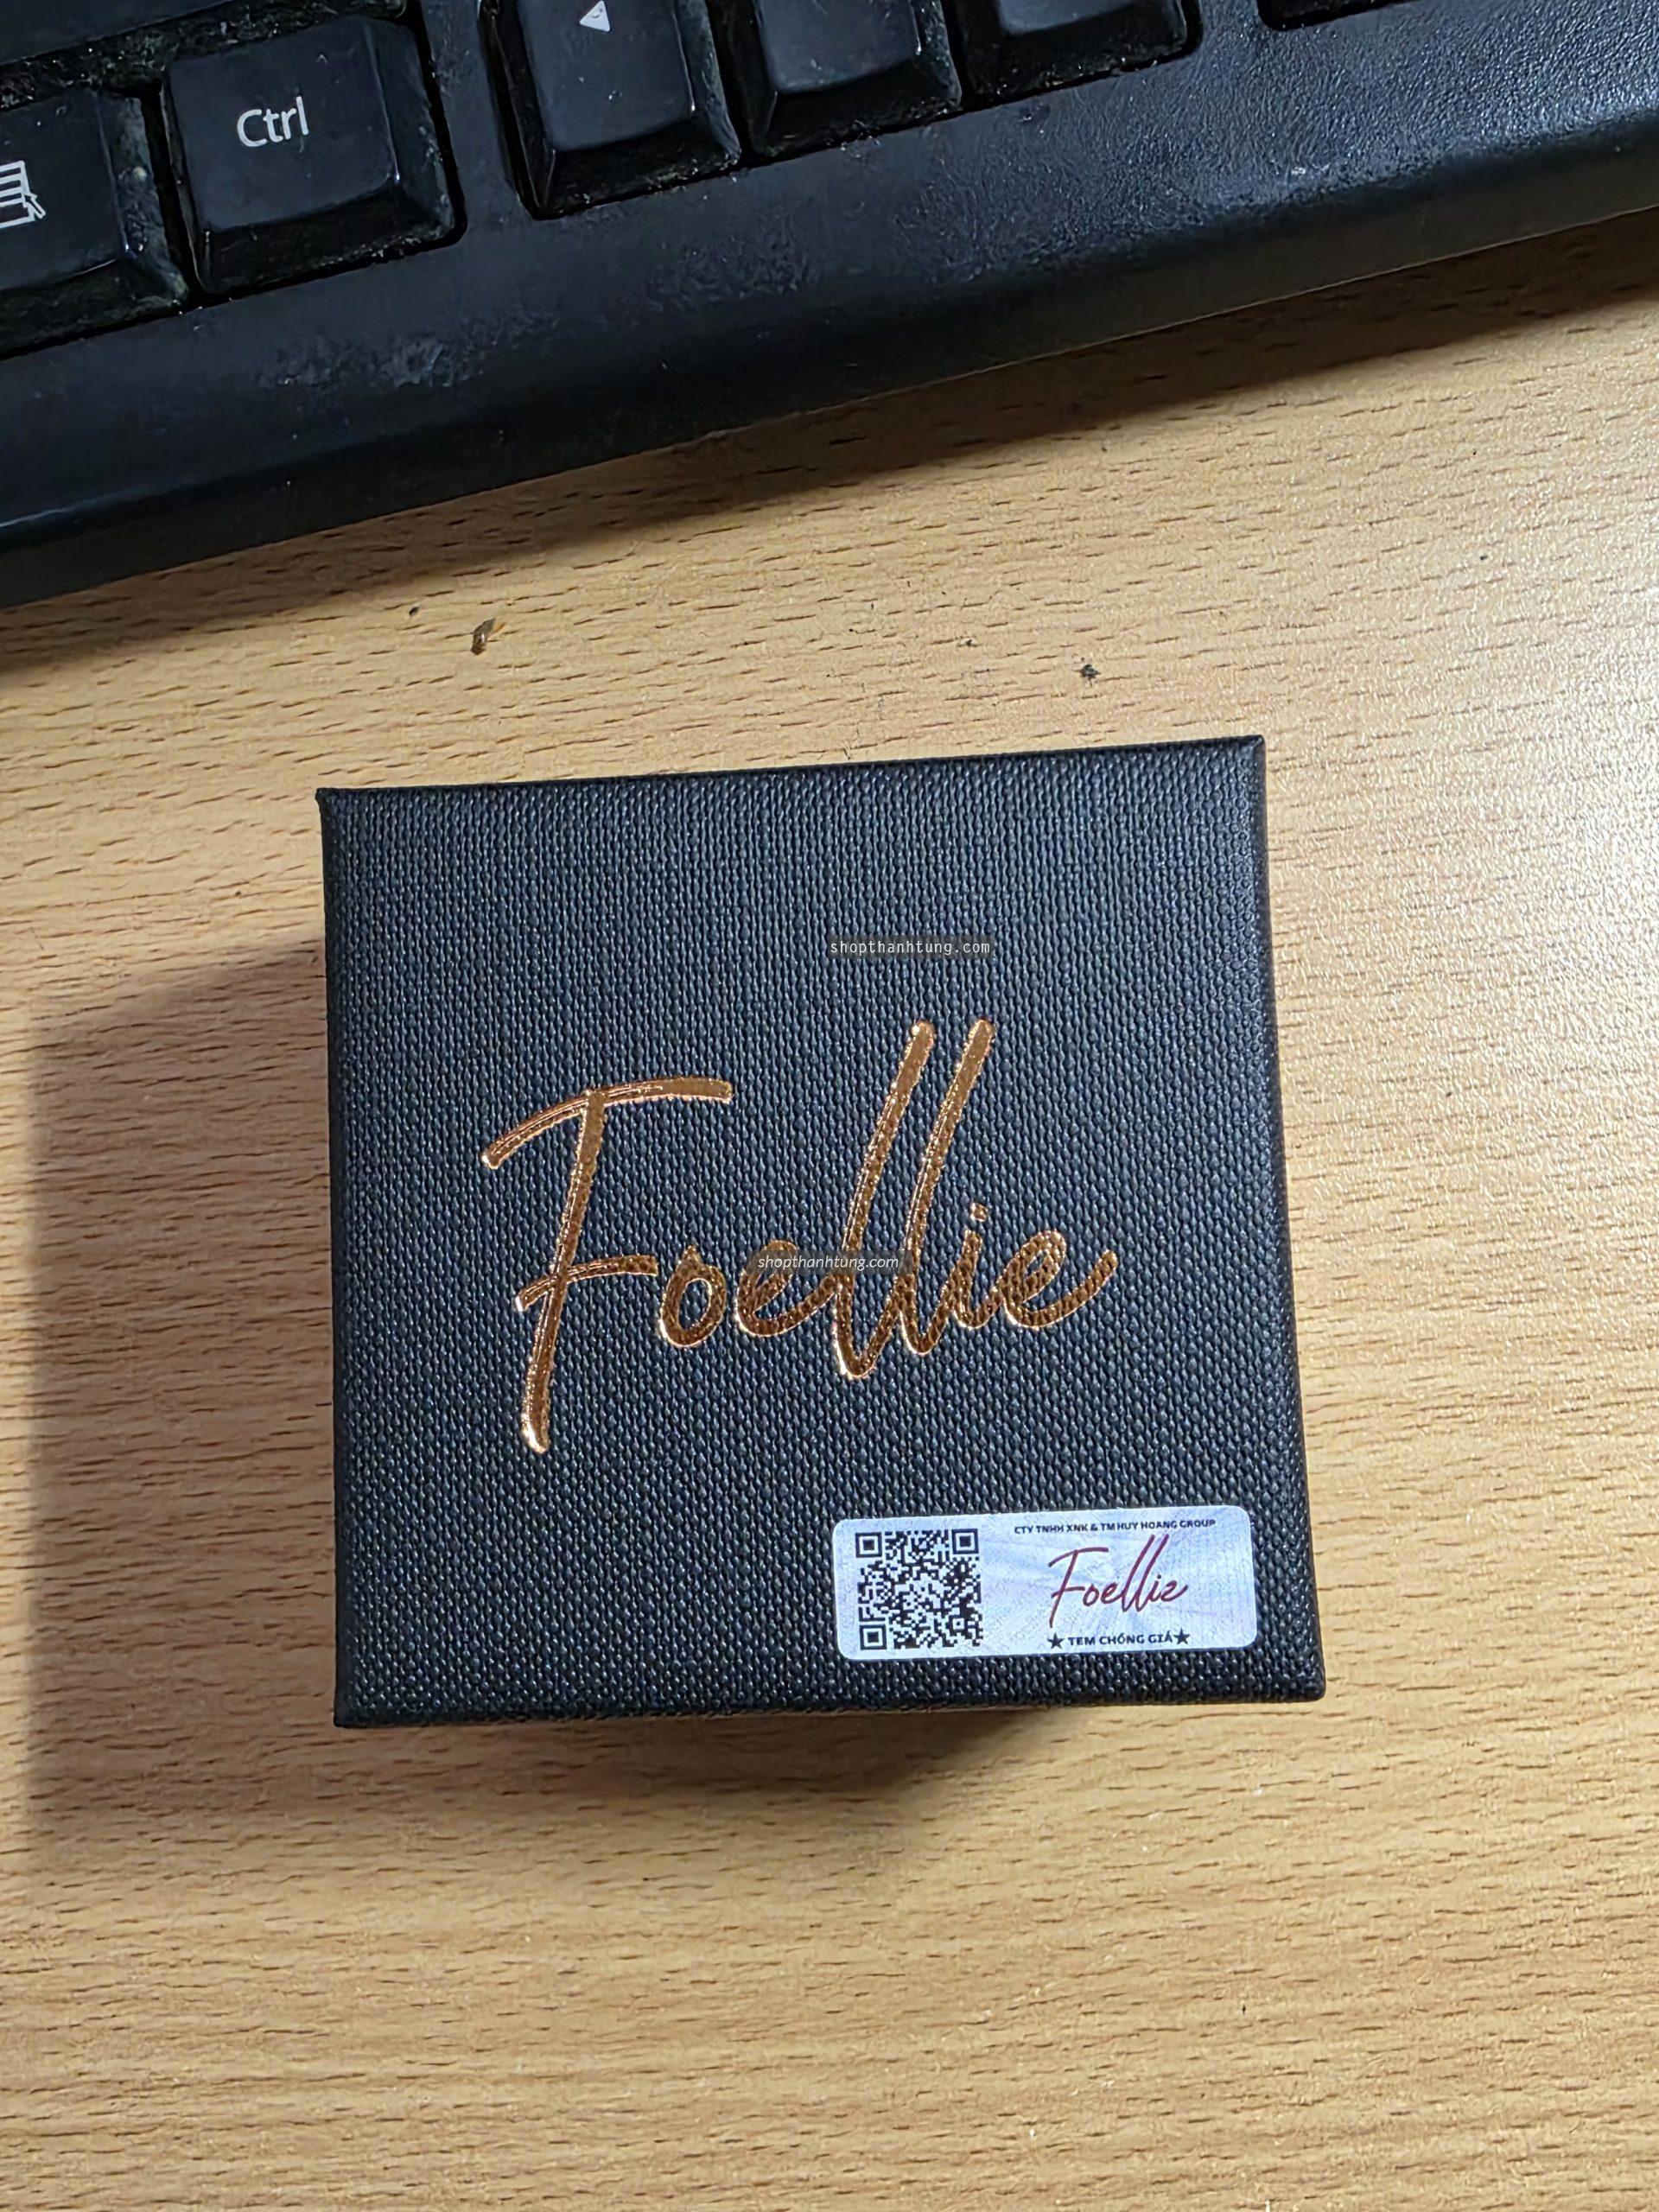 Ctrl
shopthanhtung.com
Foellie
shopthanhtung.com
CTY TNHH XNK & TM HUY HOANG GROUP
Foellie
★ TEM CHỐNG GIẢ ★